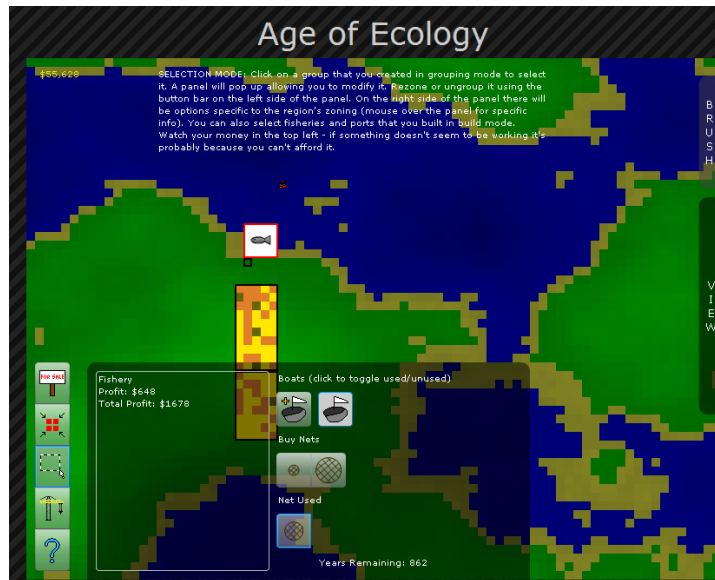 Age of Ecology
$55,628
SELECTION MODE: Click on a group that you created in grouping mode to select
it. A panel will pop up allowing you to modify it. Rezone or ungroup it using the
button bar on the left side of the panel. On the right side of the panel there will
be options specific to the region's zoning (mouse over the panel for specific
info). You can also select fisheries and ports that you built in build mode.
Watch your money in the top left - if something doesn't seem to be working it's
probably because you can't afford it.
B
R
U
S
H
V
I
E
W
FOR SALE
Fishery
Profit: $648
Total Profit: $1678
Boats (click to toggle used/unused)
Buy Nets
Net Used
Years Remaining: 862